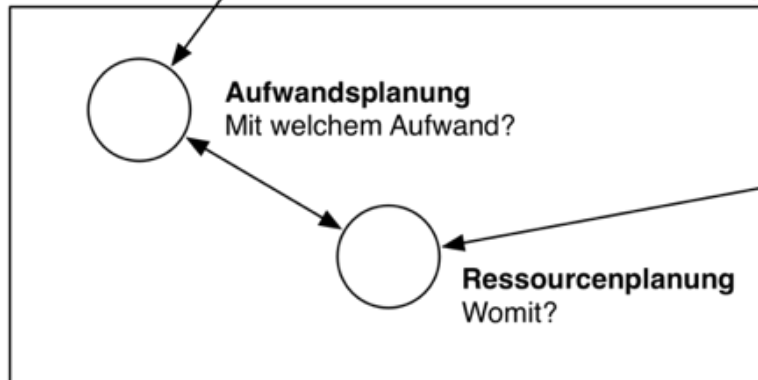 Aufwandsplanung
Mit welchem Aufwand?
Ressourcenplanung
Womit?